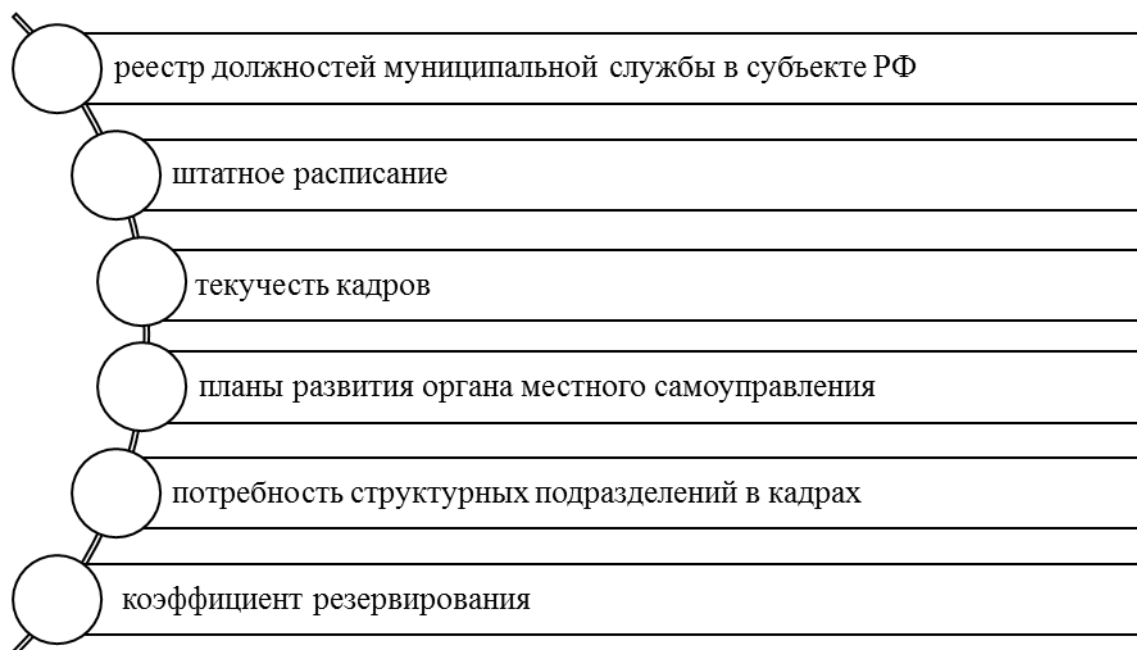 реестр должностей муниципальной службы в субъекте РФ
штатное расписание
текучесть кадров
планы развития органа местного самоуправления
потребность структурных подразделений в кадрах
коэффициент резервирования